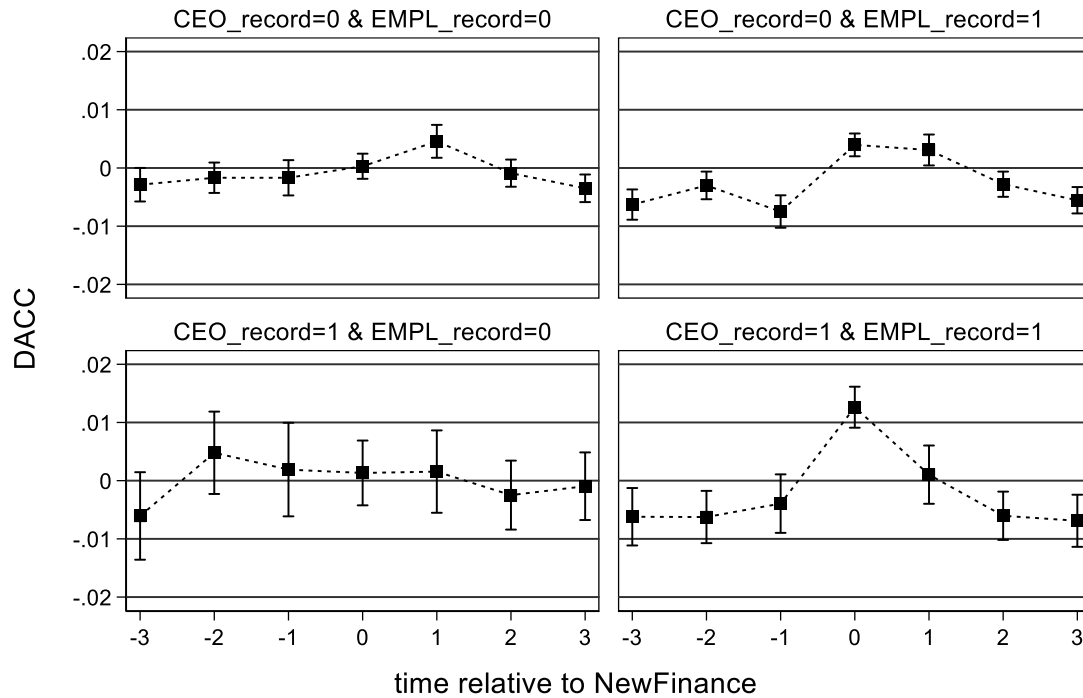 CEO_record=0 & EMPL_record=0
CEO_record=0 & EMPL_record=1
.02
.01
0
-.01
-.02
CEO_record=1 & EMPL_record=0
CEO_record=1 & EMPL_record=1
DACC
.02
.01
0
-.01
-.02
-3 -2 -1 0 1 2 3
-3 -2 -1 0 1 2 3
time relative to NewFinance